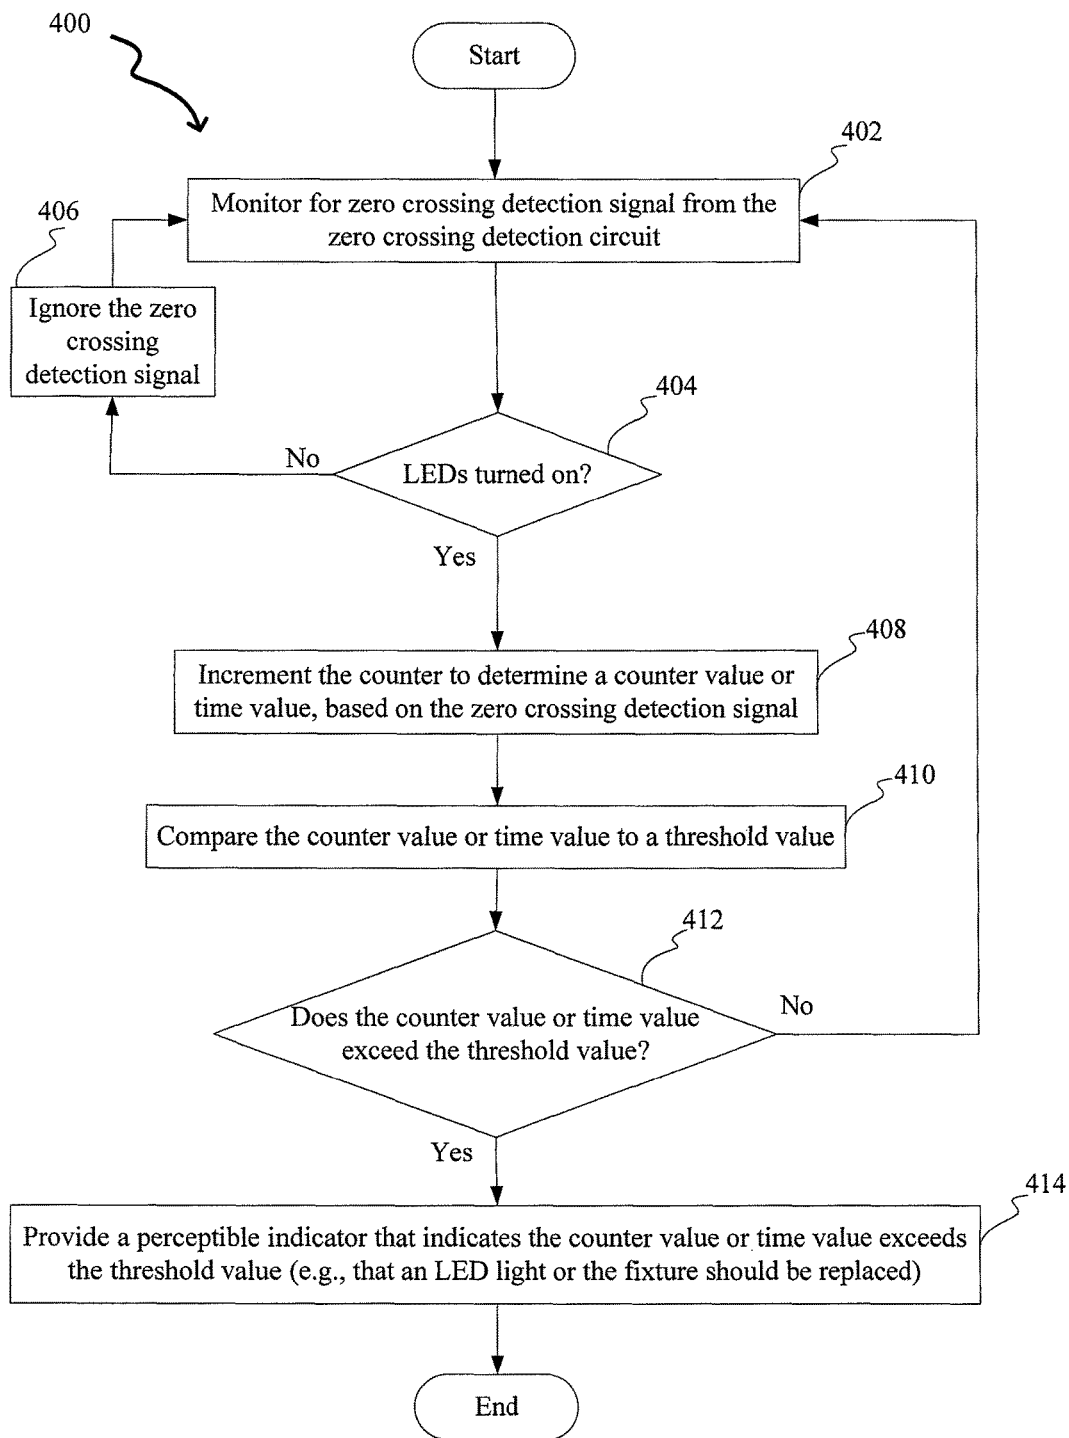 400
Start
402
Monitor for zero crossing detection signal from the
zero crossing detection circuit
406
Ignore the zero
crossing
detection signal
404
No
LEDs turned on?
Yes
408
Increment the counter to determine a counter value or
time value, based on the zero crossing detection signal
410
Compare the counter value or time value to a threshold value
412
Does the counter value or time value
exceed the threshold value?
No
Yes
414
Provide a perceptible indicator that indicates the counter value or time value exceeds
the threshold value (e.g., that an LED light or the fixture should be replaced)
End